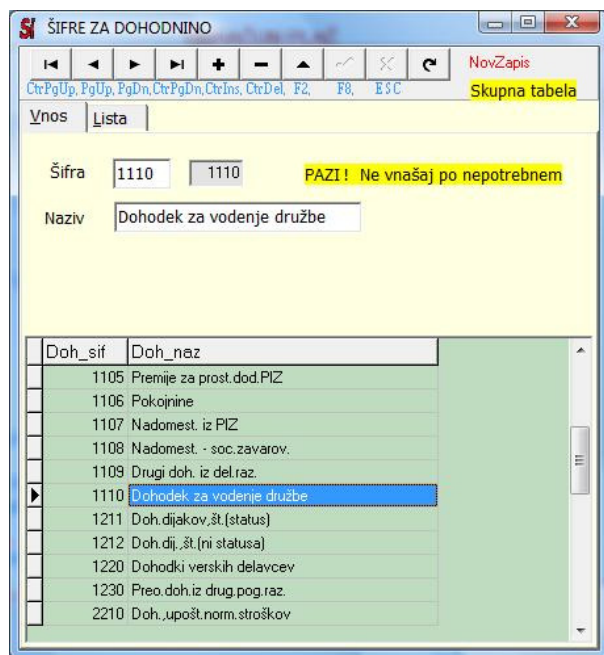 SI ŠIFRE ZA DOHODNINO
NovZapis
CtrPgUp, PgUp, PgDn, CtrPgDn, CtrIns, CtrDel, F2, F8, ESC
Skupna tabela
Vnos Lista
Šifra 1110 1110 PAZI! Ne vnašaj po nepotrebnem
Naziv Dohodek za vodenje družbe
Doh_sif Doh_naz
1105 Premije za prost.dod.PIZ
1106 Pokojnine
1107 Nadomest. iz PIZ
1108 Nadomest. - soc.zavarov.
1109 Drugi doh. iz del.raz.
1110 Dohodek za vodenje družbe
1211 Doh.dijakov,št.(status)
1212 Doh.dij.,št.(ni statusa)
1220 Dohodki verskih delavcev
1230 Preo.doh.iz drug.pog.raz.
2210 Doh.,upošt.norm.stroškov